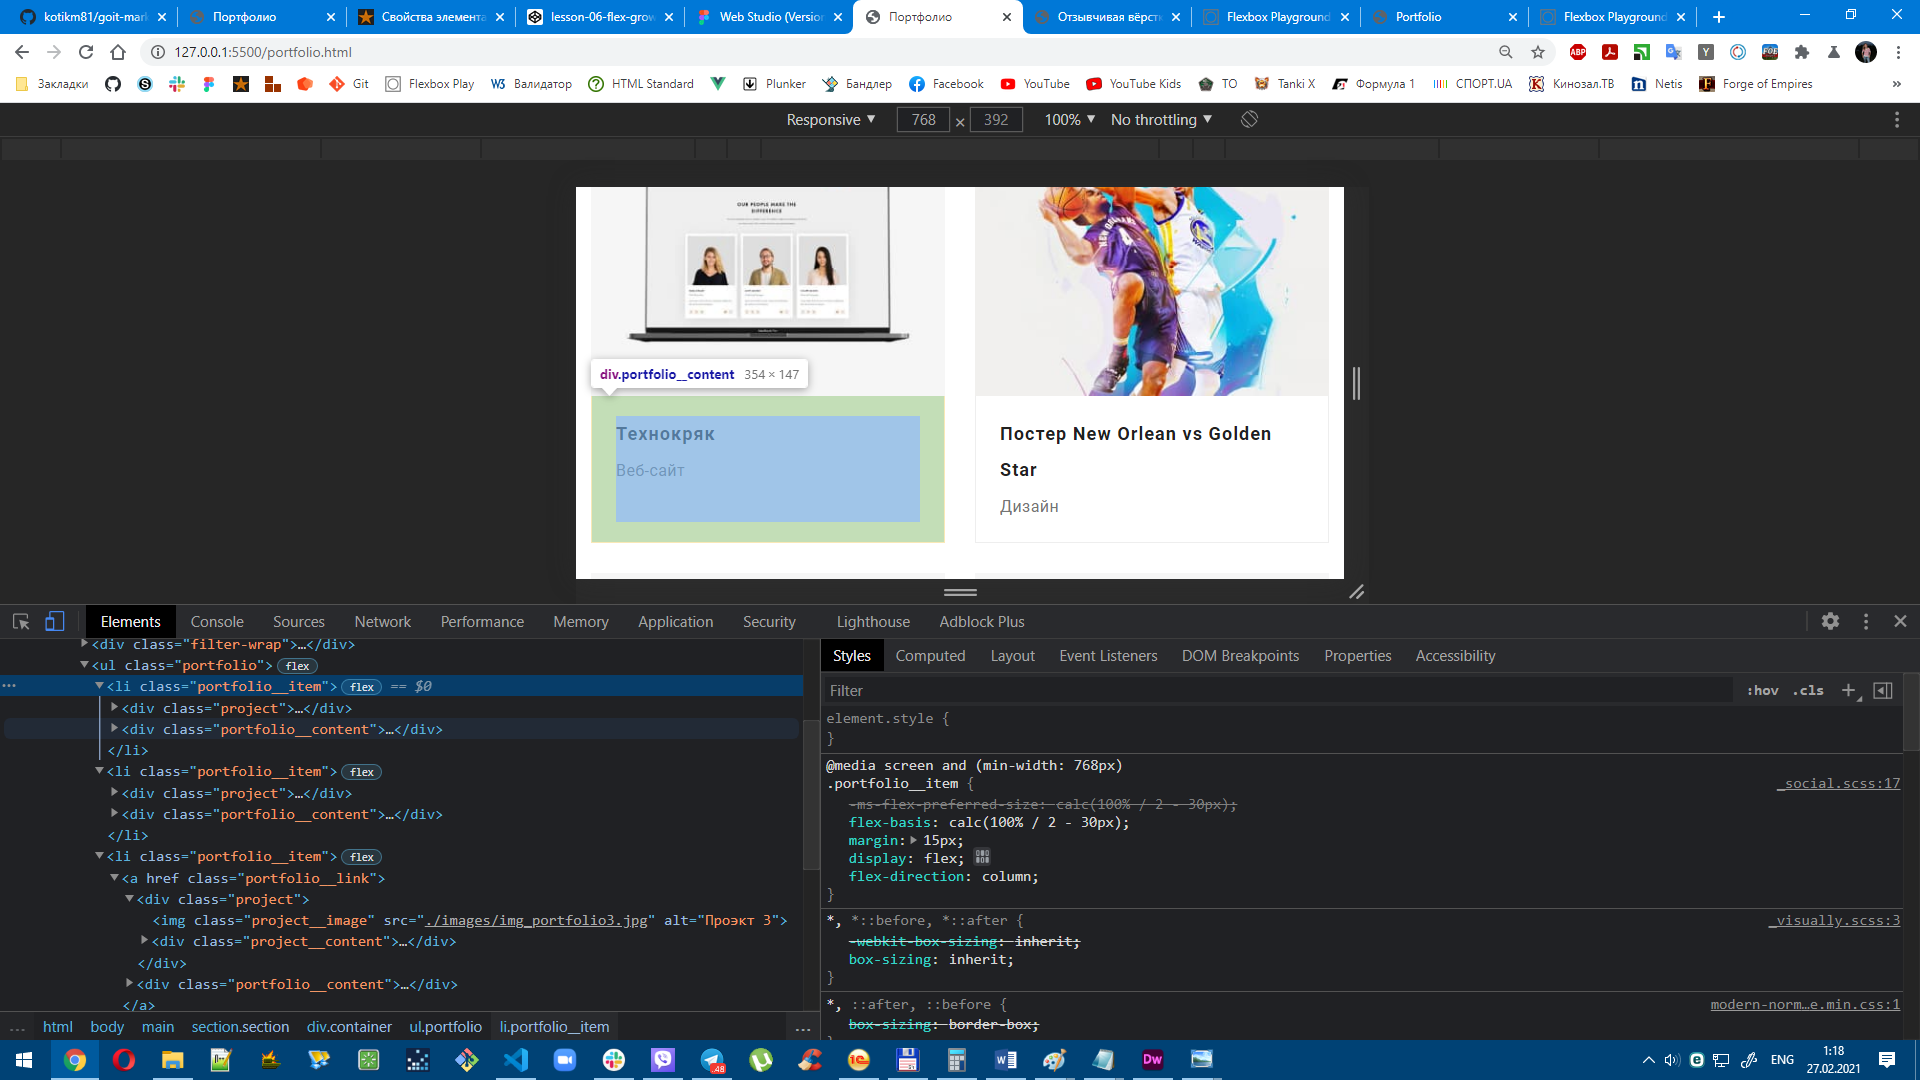 kotikm81/goit-mark
Портфолио
Свойства элемента
lesson-06-flex-grow
Web Studio (Version
Портфолио
Отзывчивая вёрст
Flexbox Playground
Portfolio
Flexbox Playground
127.0.0.1:5500/portfolio.html
Закладки
Git
Flexbox Play
Валидатор
HTML Standard
Plunker
Бандлер
Facebook
YouTube
YouTube Kids
TO
Tanki X
Формула 1
СПОРТ.UA
Кинозал.ТВ
Netis
Forge of Empires
»
Responsive 768 × 392 100% No throttling
OUR PEOPLE MAKE THE
DIFFERENCE
div.portfolio__content 354 × 147
Технокряк
Веб-сайт
Постер New Orlean vs Golden
Star
Дизайн
Elements Console Sources Network Performance Memory Application Security Lighthouse Adblock Plus
<div class="filter-wrap">…</div>
<ul class="portfolio"> flex
<li class="portfolio__item"> flex == $0
<div class="project">…</div>
<div class="portfolio__content">…</div>
</li>
<li class="portfolio__item"> flex
<div class="project">…</div>
<div class="portfolio__content">…</div>
</li>
<li class="portfolio__item"> flex
<a href class="portfolio__link">
<div class="project">
<img class="project__image" src="./images/img_portfolio3.jpg" alt="Проэкт 3">
<div class="project__content">…</div>
</div>
<div class="portfolio__content">…</div>
</a>
… html body main section.section div.container ul.portfolio li.portfolio__item …
Styles Computed Layout Event Listeners DOM Breakpoints Properties Accessibility
Filter :hov .cls
element.style {
}
@media screen and (min-width: 768px)
.portfolio__item { _social.scss:17
-ms-flex-preferred-size: calc(100% / 2 - 30px);
flex-basis: calc(100% / 2 - 30px);
margin: 15px;
display: flex;
flex-direction: column;
}
*, *::before, *::after { _visually.scss:3
-webkit-box-sizing: inherit;
box-sizing: inherit;
}
*, ::after, ::before { modern-norm…e.min.css:1
box-sizing: border-box;
ENG
1:18
27.02.2021